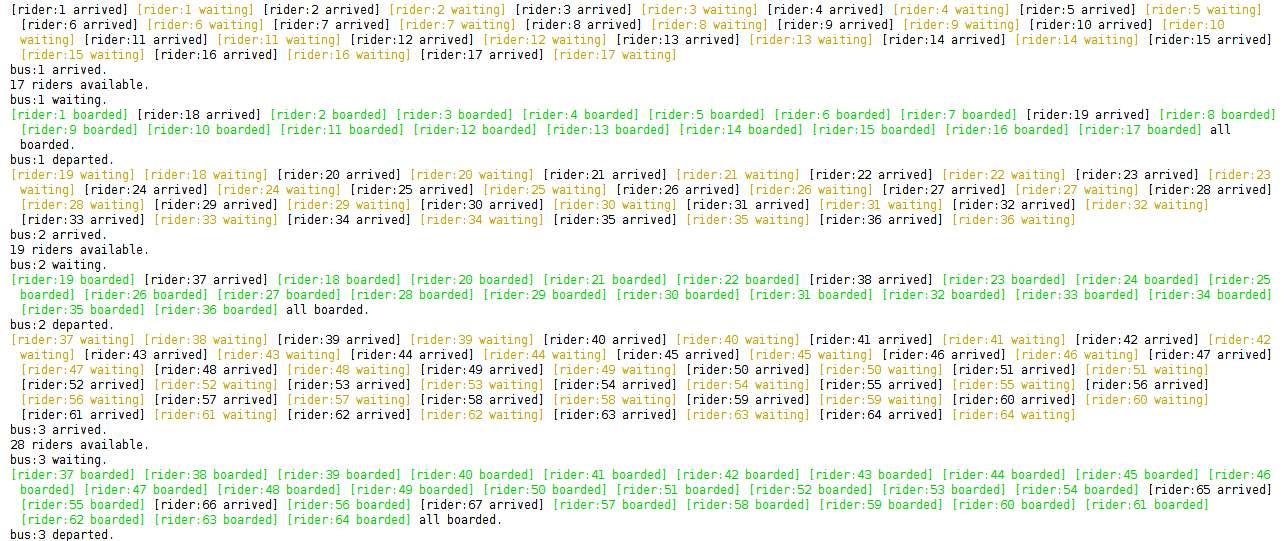 [rider:1 arrived] [rider:1 waiting] [rider:2 arrived] [rider:2 waiting] [rider:3 arrived] [rider:3 waiting] [rider:4 arrived] [rider:4 waiting] [rider:5 arrived] [rider:5 waiting]
[rider:6 arrived] [rider:6 waiting] [rider:7 arrived] [rider:7 waiting] [rider:8 arrived] [rider:8 waiting] [rider:9 arrived] [rider:9 waiting] [rider:10 arrived] [rider:10
waiting] [rider:11 arrived] [rider:11 waiting] [rider:12 arrived] [rider:12 waiting] [rider:13 arrived] [rider:13 waiting] [rider:14 arrived] [rider:14 waiting] [rider:15 arrived]
[rider:15 waiting] [rider:16 arrived] [rider:16 waiting] [rider:17 arrived] [rider:17 waiting]
bus:1 arrived.
17 riders available.
bus:1 waiting.
[rider:1 boarded] [rider:18 arrived] [rider:2 boarded] [rider:3 boarded] [rider:4 boarded] [rider:5 boarded] [rider:6 boarded] [rider:7 boarded] [rider:19 arrived] [rider:8 boarded]
[rider:9 boarded] [rider:10 boarded] [rider:11 boarded] [rider:12 boarded] [rider:13 boarded] [rider:14 boarded] [rider:15 boarded] [rider:16 boarded] [rider:17 boarded] all
boarded.
bus:1 departed.
[rider:19 waiting] [rider:18 waiting] [rider:20 arrived] [rider:20 waiting] [rider:21 arrived] [rider:21 waiting] [rider:22 arrived] [rider:22 waiting] [rider:23 arrived] [rider:23
waiting] [rider:24 arrived] [rider:24 waiting] [rider:25 arrived] [rider:25 waiting] [rider:26 arrived] [rider:26 waiting] [rider:27 arrived] [rider:27 waiting] [rider:28 arrived]
[rider:28 waiting] [rider:29 arrived] [rider:29 waiting] [rider:30 arrived] [rider:30 waiting] [rider:31 arrived] [rider:31 waiting] [rider:32 arrived] [rider:32 waiting]
[rider:33 arrived] [rider:33 waiting] [rider:34 arrived] [rider:34 waiting] [rider:35 arrived] [rider:35 waiting] [rider:36 arrived] [rider:36 waiting]
bus:2 arrived.
19 riders available.
bus:2 waiting.
[rider:19 boarded] [rider:37 arrived] [rider:18 boarded] [rider:20 boarded] [rider:21 boarded] [rider:22 boarded] [rider:38 arrived] [rider:23 boarded] [rider:24 boarded] [rider:25
boarded] [rider:26 boarded] [rider:27 boarded] [rider:28 boarded] [rider:29 boarded] [rider:30 boarded] [rider:31 boarded] [rider:32 boarded] [rider:33 boarded] [rider:34 boarded]
[rider:35 boarded] [rider:36 boarded] all boarded.
bus:2 departed.
[rider:37 waiting] [rider:38 waiting] [rider:39 arrived] [rider:39 waiting] [rider:40 arrived] [rider:40 waiting] [rider:41 arrived] [rider:41 waiting] [rider:42 arrived] [rider:42
waiting] [rider:43 arrived] [rider:43 waiting] [rider:44 arrived] [rider:44 waiting] [rider:45 arrived] [rider:45 waiting] [rider:46 arrived] [rider:46 waiting] [rider:47 arrived]
[rider:47 waiting] [rider:48 arrived] [rider:48 waiting] [rider:49 arrived] [rider:49 waiting] [rider:50 arrived] [rider:50 waiting] [rider:51 arrived] [rider:51 waiting]
[rider:52 arrived] [rider:52 waiting] [rider:53 arrived] [rider:53 waiting] [rider:54 arrived] [rider:54 waiting] [rider:55 arrived] [rider:55 waiting] [rider:56 arrived]
[rider:56 waiting] [rider:57 arrived] [rider:57 waiting] [rider:58 arrived] [rider:58 waiting] [rider:59 arrived] [rider:59 waiting] [rider:60 arrived] [rider:60 waiting]
[rider:61 arrived] [rider:61 waiting] [rider:62 arrived] [rider:62 waiting] [rider:63 arrived] [rider:63 waiting] [rider:64 arrived] [rider:64 waiting]
bus:3 arrived.
28 riders available.
bus:3 waiting.
[rider:37 boarded] [rider:38 boarded] [rider:39 boarded] [rider:40 boarded] [rider:41 boarded] [rider:42 boarded] [rider:43 boarded] [rider:44 boarded] [rider:45 boarded] [rider:46
boarded] [rider:47 boarded] [rider:48 boarded] [rider:49 boarded] [rider:50 boarded] [rider:51 boarded] [rider:52 boarded] [rider:53 boarded] [rider:54 boarded] [rider:65 arrived]
[rider:55 boarded] [rider:66 arrived] [rider:56 boarded] [rider:67 arrived] [rider:57 boarded] [rider:58 boarded] [rider:59 boarded] [rider:60 boarded] [rider:61 boarded]
[rider:62 boarded] [rider:63 boarded] [rider:64 boarded] all boarded.
bus:3 departed.